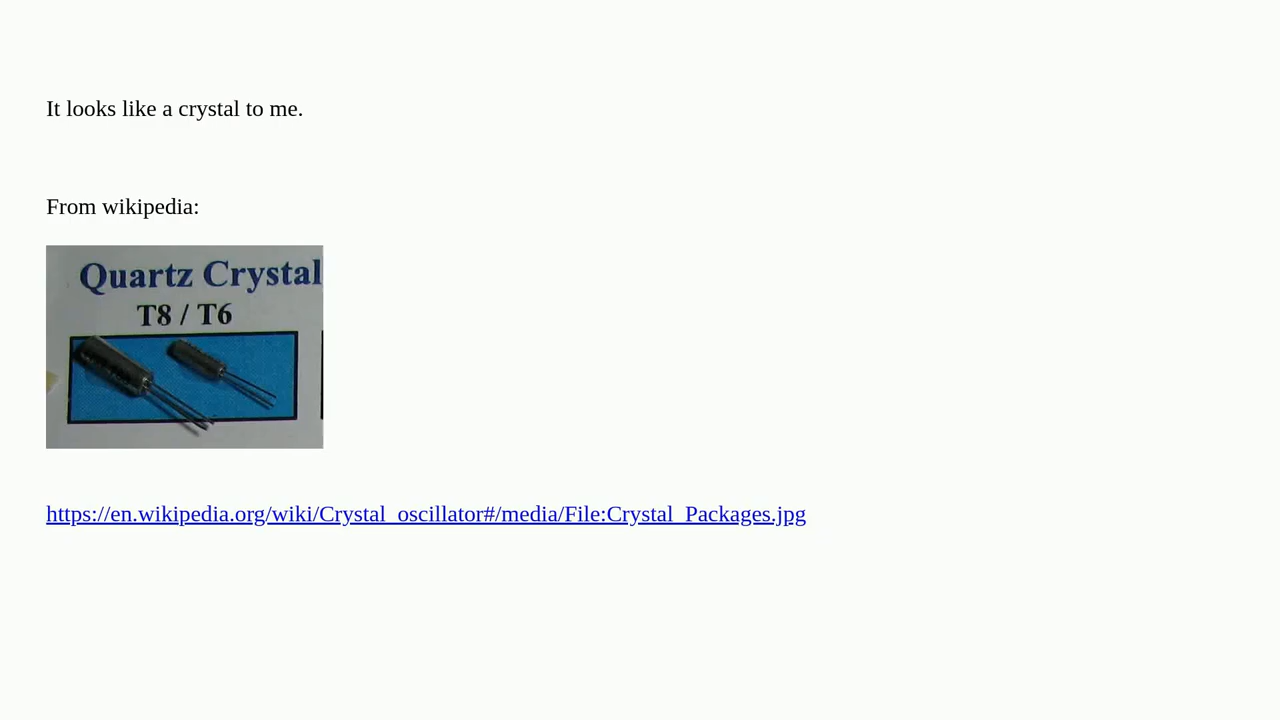 It looks like a crystal to me.
From wikipedia:
Quartz Crystal
T8 / T6
https://en.wikipedia.org/wiki/Crystal_oscillator#/media/File:Crystal_Packages.jpg